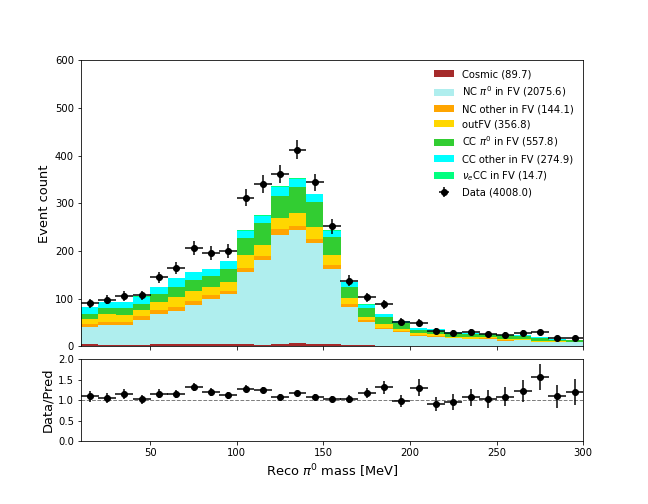 600
500
400
300
200
100
0
Event count
Cosmic (89.7)
NC π⁰ in FV (2075.6)
NC other in FV (144.1)
outFV (356.8)
CC π⁰ in FV (557.8)
CC other in FV (274.9)
νₑCC in FV (14.7)
Data (4008.0)
2.0
1.5
1.0
0.5
0.0
Data/Pred
50 100 150 200 250 300
Reco π⁰ mass [MeV]